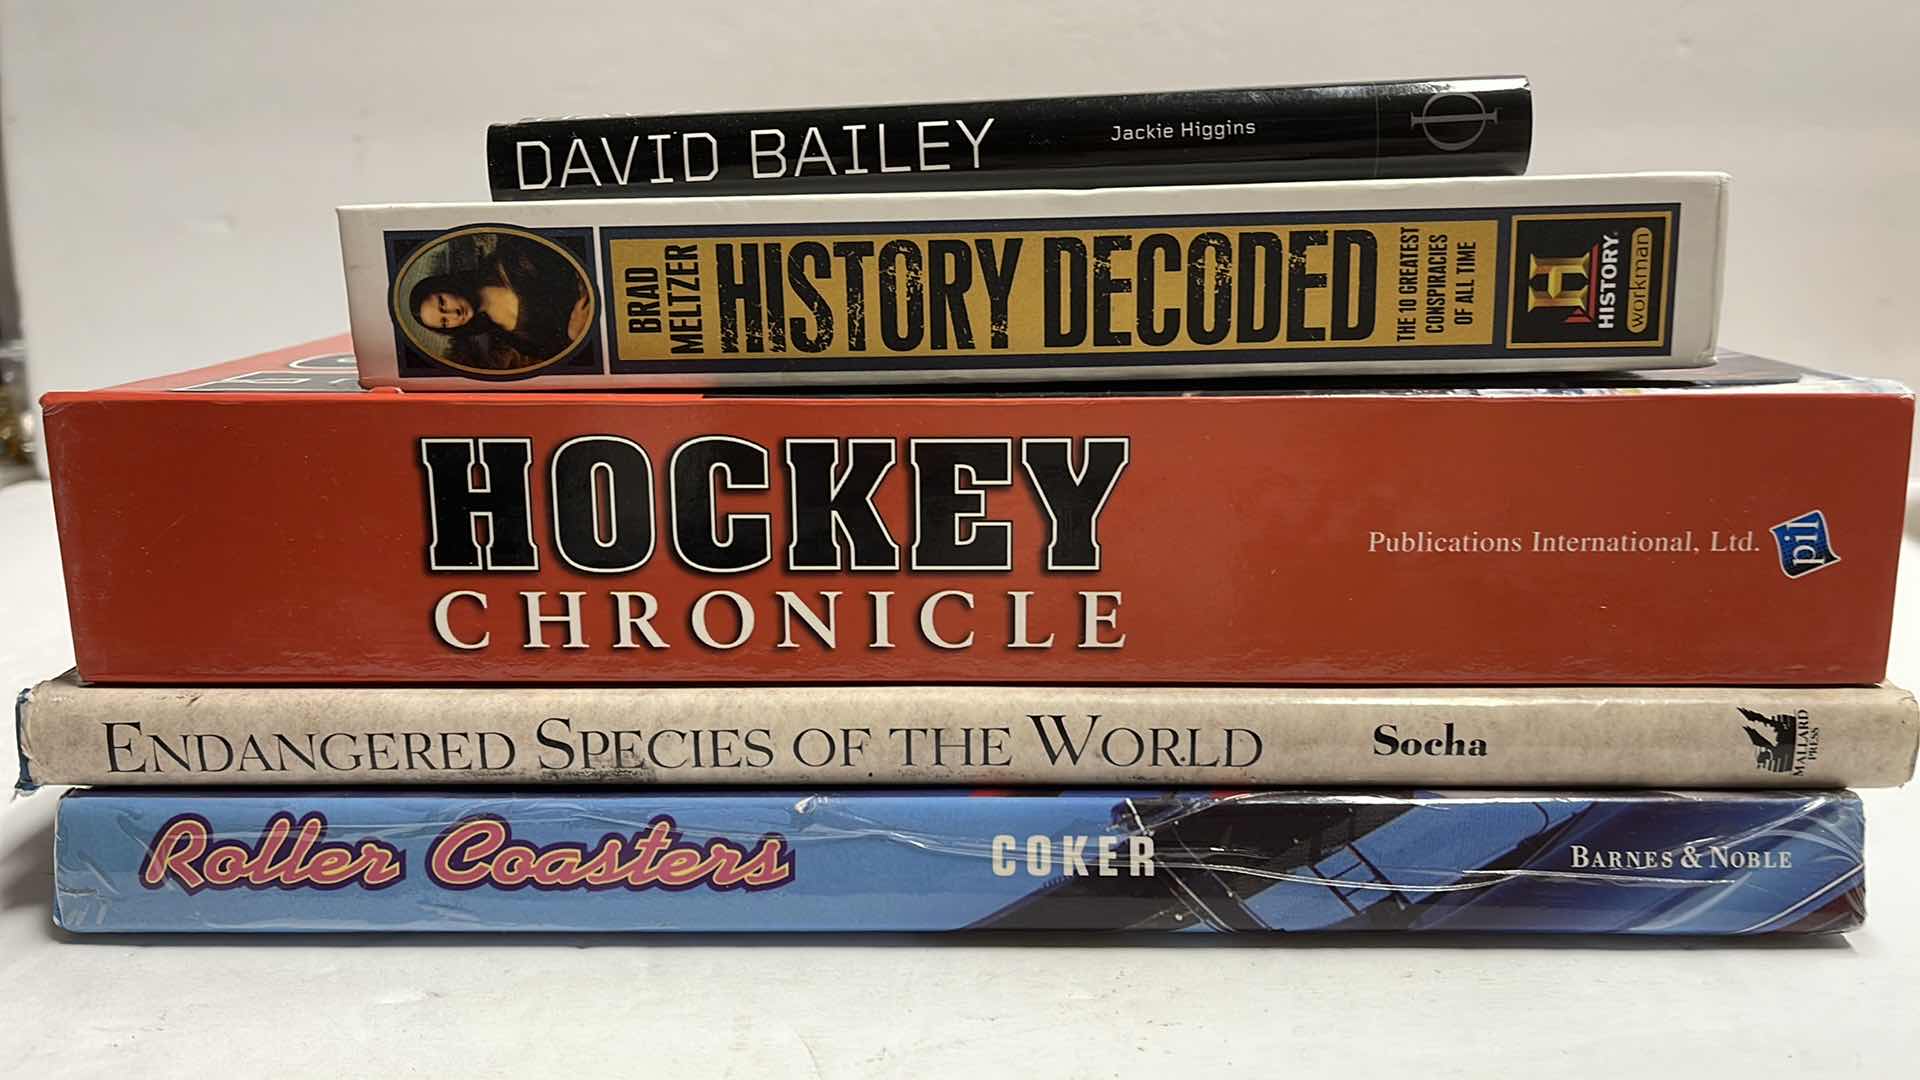 DAVID BAILEY
Jackie Higgins
BRAD
MELTZER
HISTORY DECODED
THE 10 GREATEST
CONSPIRACIES
OF ALL TIME
H
HISTORY
workman
HOCKEY
CHRONICLE
Publications International, Ltd.
pil
ENDANGERED SPECIES OF THE WORLD
Socha
MALLARD
PRESS
Roller Coasters
COKER
BARNES & NOBLE